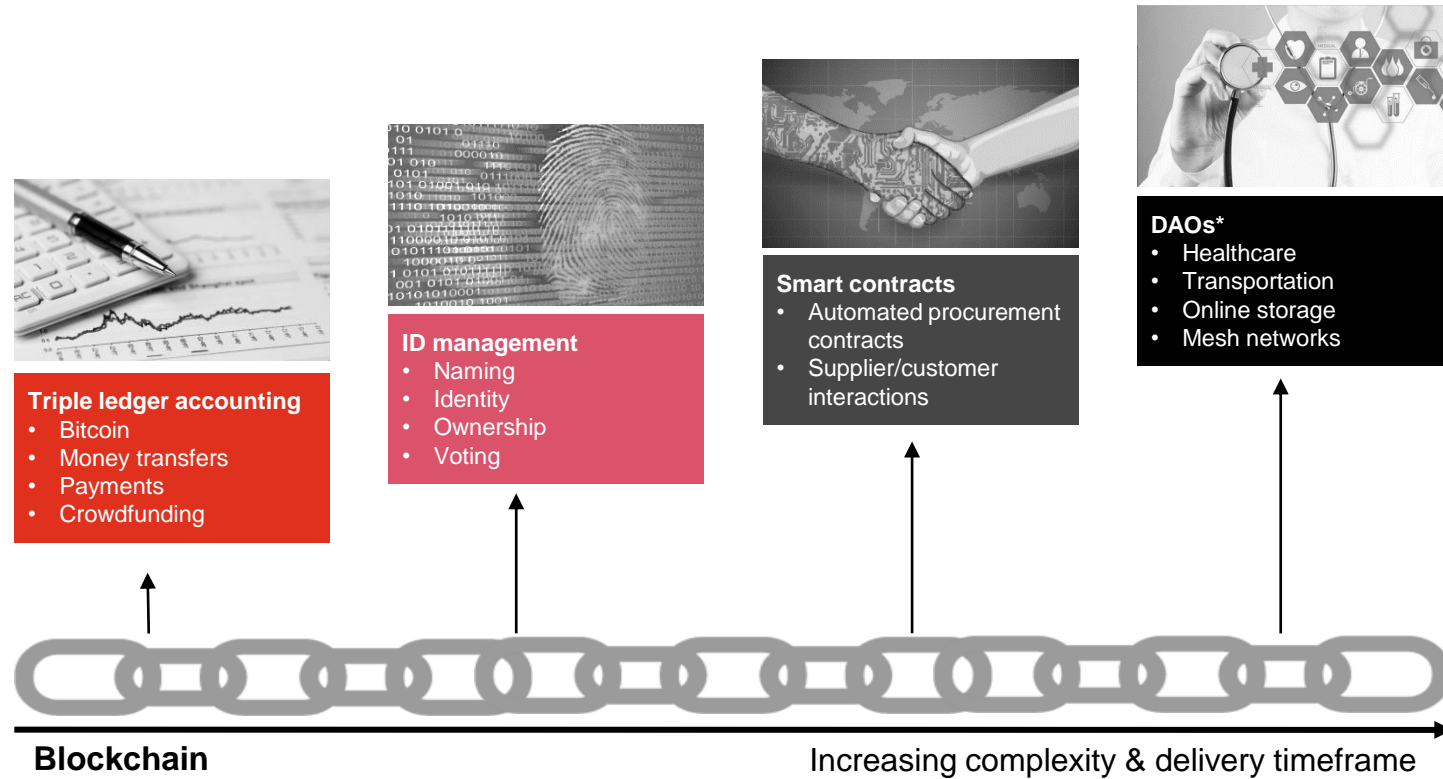 Triple ledger accounting
• Bitcoin
• Money transfers
• Payments
• Crowdfunding
ID management
• Naming
• Identity
• Ownership
• Voting
Smart contracts
• Automated procurement
contracts
• Supplier/customer
interactions
DAOs*
• Healthcare
• Transportation
• Online storage
• Mesh networks
Blockchain
Increasing complexity & delivery timeframe